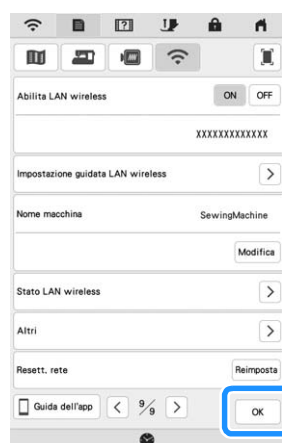 Abilita LAN wireless ON OFF
XXXXXXXXXXXXX
Impostazione guidata LAN wireless >
Nome macchina SewingMachine
Modifica
Stato LAN wireless >
Altri >
Resett. rete Reimposta
Guida dell'app < 9/9 > OK